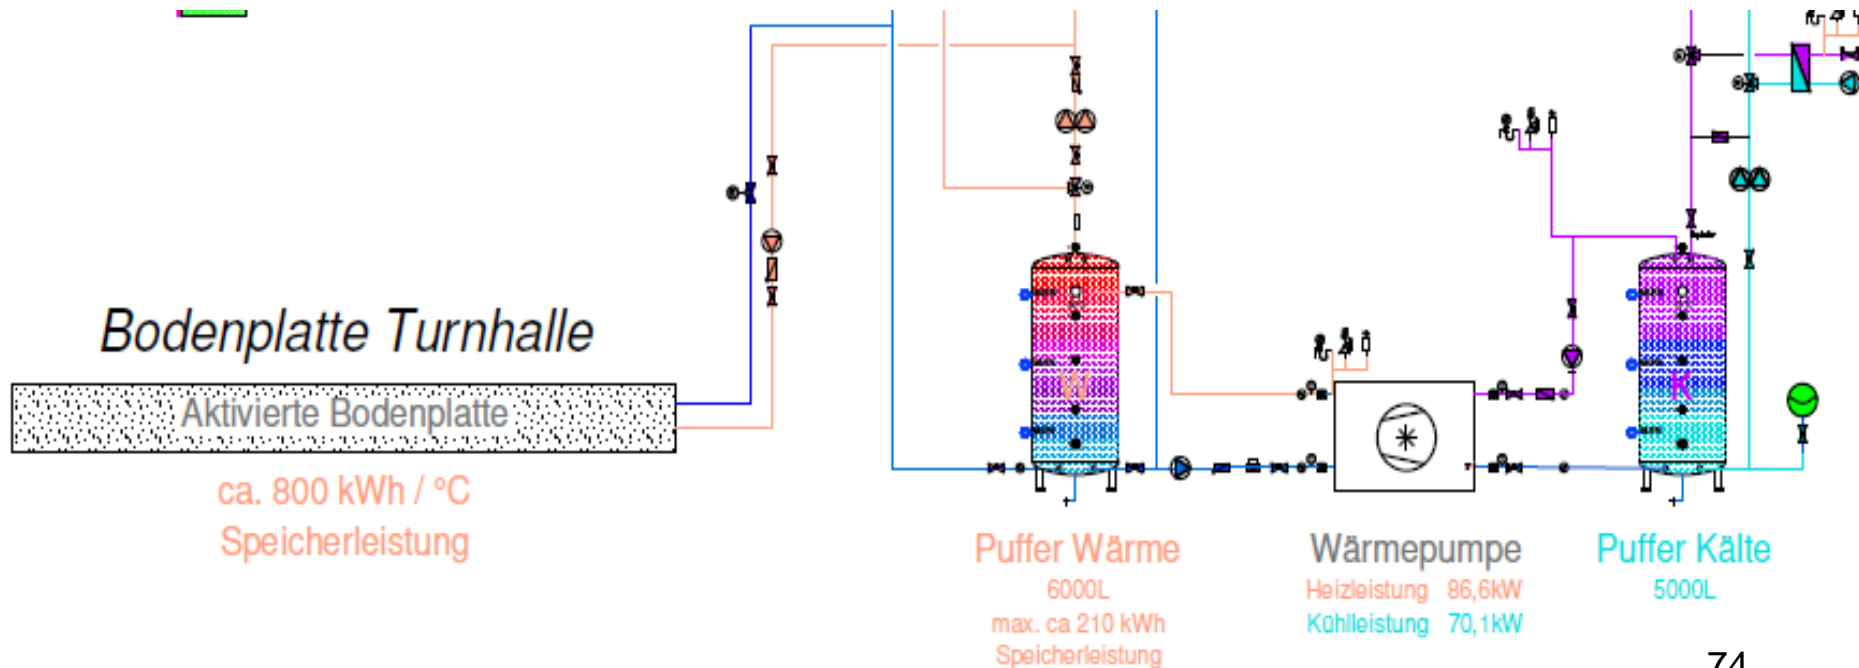 Bodenplatte Turnhalle
Aktivierte Bodenplatte
ca. 800 kWh / °C
Speicherleistung
W
K
Puffer Wärme
6000L
max. ca 210 kWh
Speicherleistung
Wärmepumpe
Heizleistung 86,6kW
Kühlleistung 70,1kW
Puffer Kälte
5000L
74